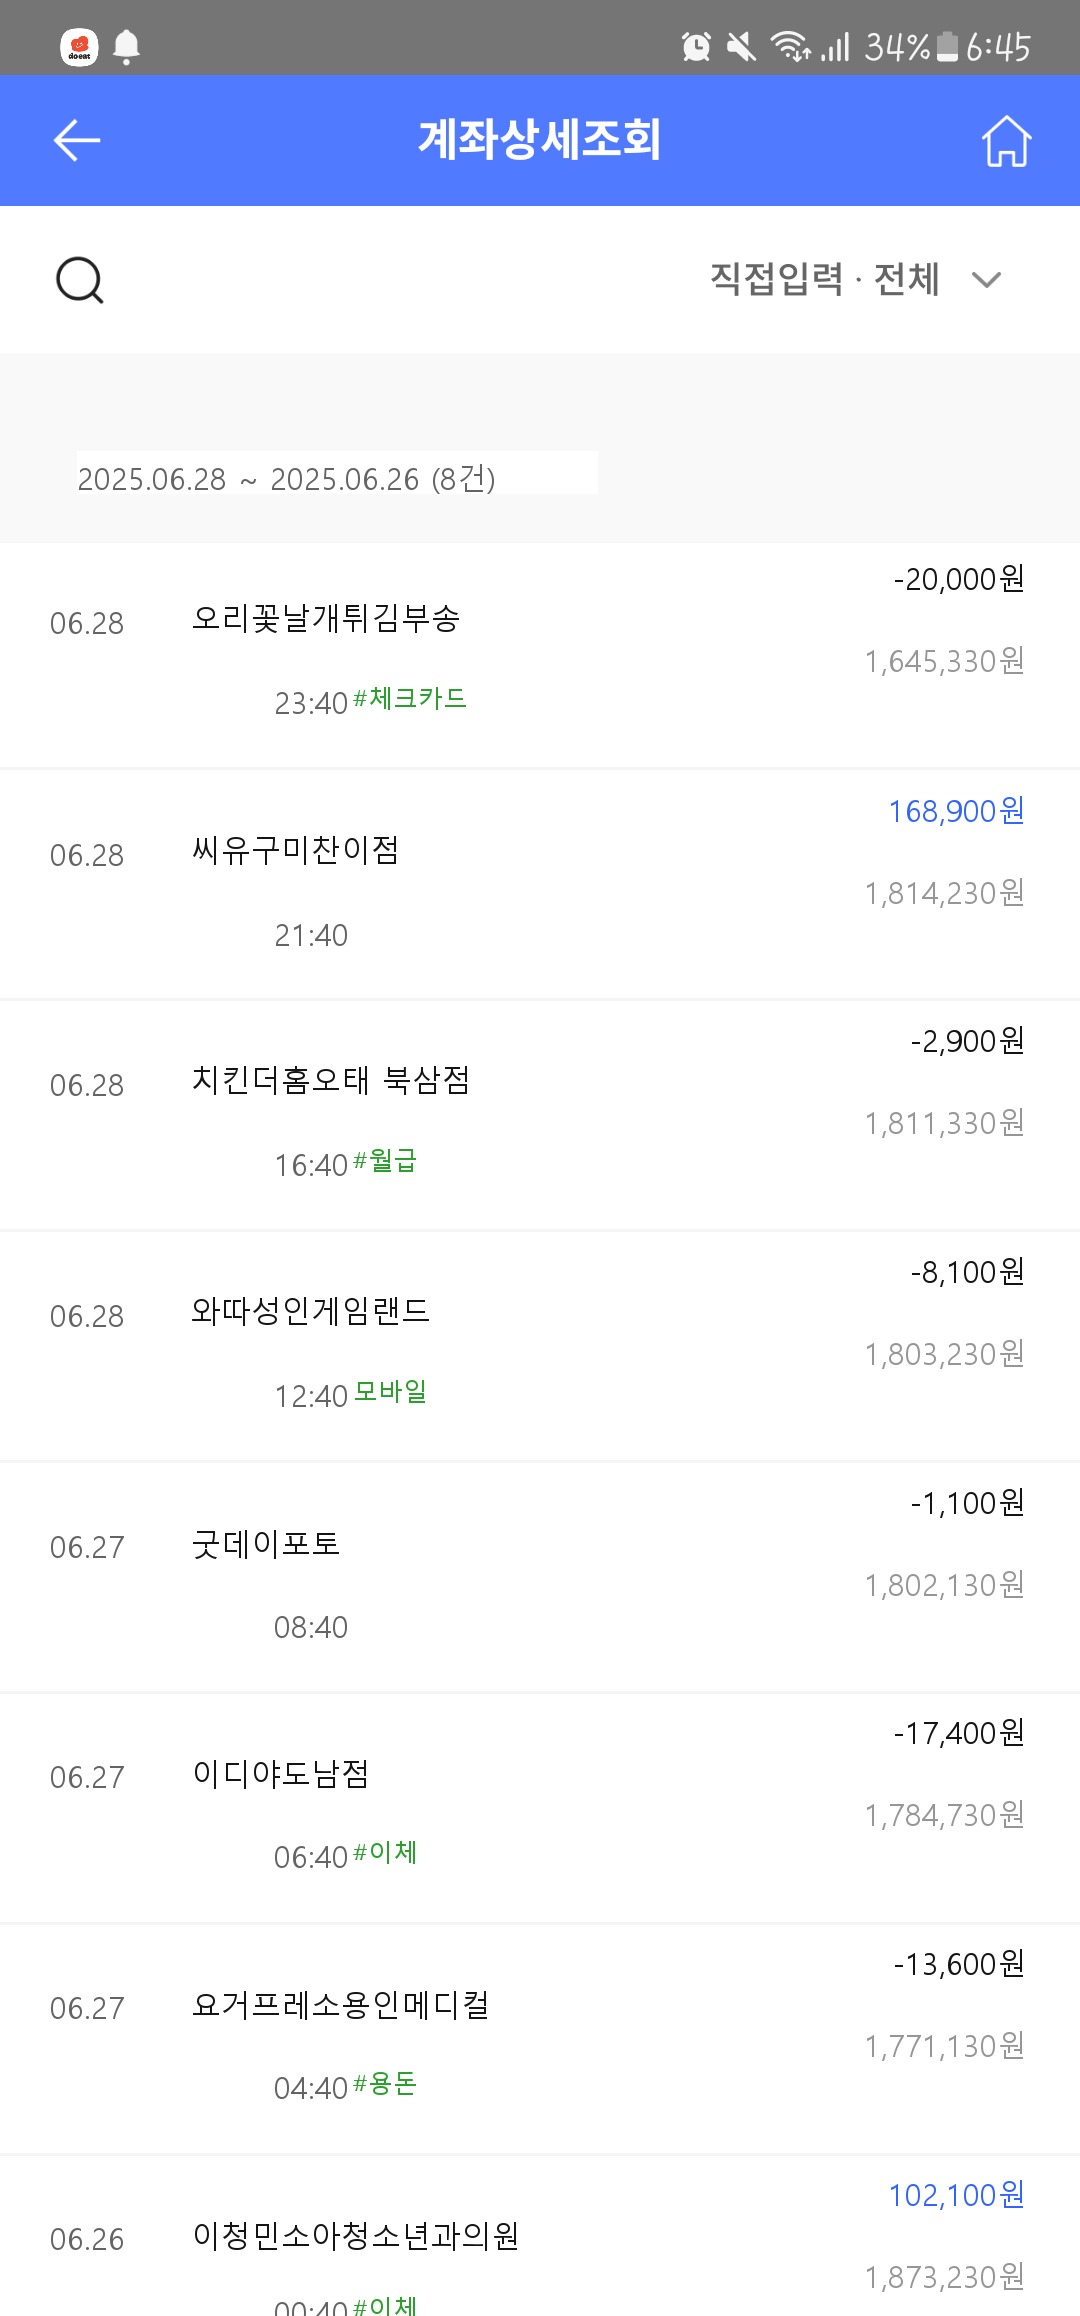 doeat
34% 6:45
계좌상세조회
직접입력 · 전체
2025.06.28 ~ 2025.06.26 (8건)
-20,000원
06.28 오리꽃날개튀김부송
1,645,330원
23:40 #체크카드
168,900원
06.28 씨유구미찬이점
1,814,230원
21:40
-2,900원
06.28 치킨더홈오태 북삼점
1,811,330원
16:40 #월급
-8,100원
06.28 와따성인게임랜드
1,803,230원
12:40 모바일
-1,100원
06.27 굿데이포토
1,802,130원
08:40
-17,400원
06.27 이디야도남점
1,784,730원
06:40 #이체
-13,600원
06.27 요거프레소용인메디컬
1,771,130원
04:40 #용돈
102,100원
06.26 이청민소아청소년과의원
1,873,230원
00:40 #이체